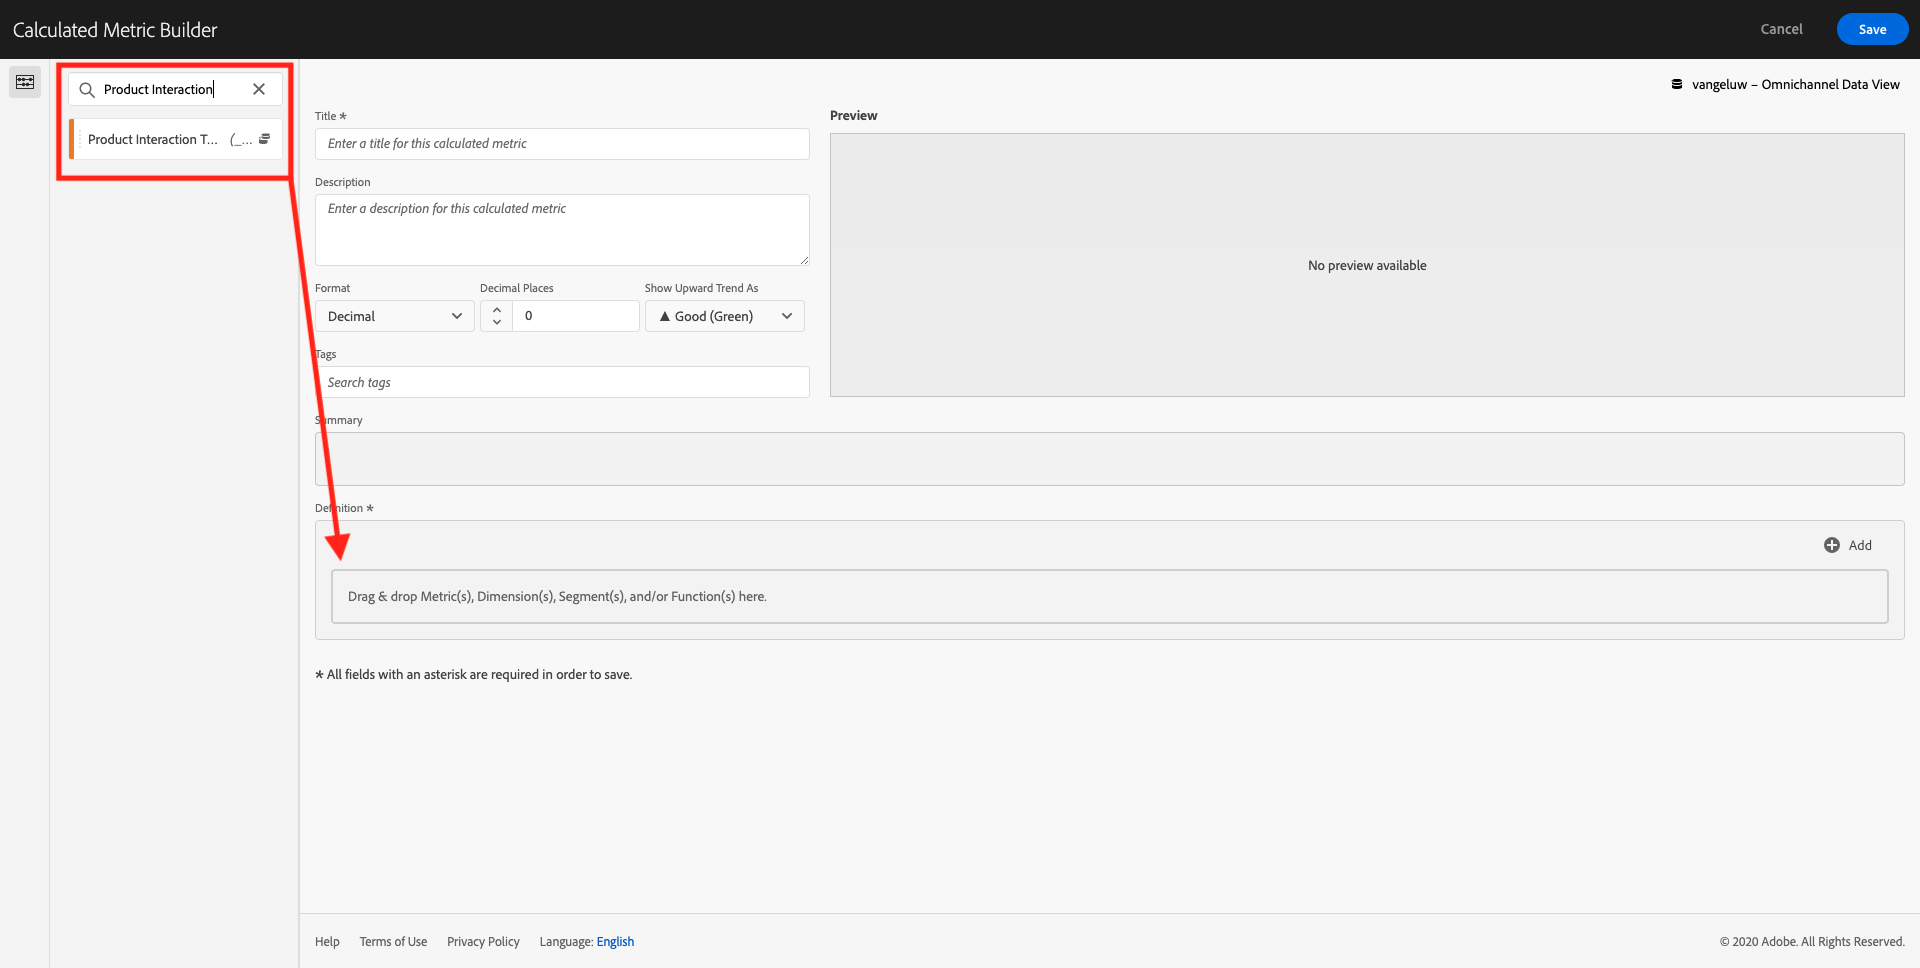 Calculated Metric Builder
Cancel
Save
Product Interaction
Product Interaction T... (_...
vangeluw – Omnichannel Data View
Title *
Enter a title for this calculated metric
Preview
No preview available
Description
Enter a description for this calculated metric
Format
Decimal Places
Show Upward Trend As
Decimal
0
▲ Good (Green)
Tags
Search tags
Summary
Definition *
Add
Drag & drop Metric(s), Dimension(s), Segment(s), and/or Function(s) here.
* All fields with an asterisk are required in order to save.
Help
Terms of Use
Privacy Policy
Language: English
© 2020 Adobe. All Rights Reserved.